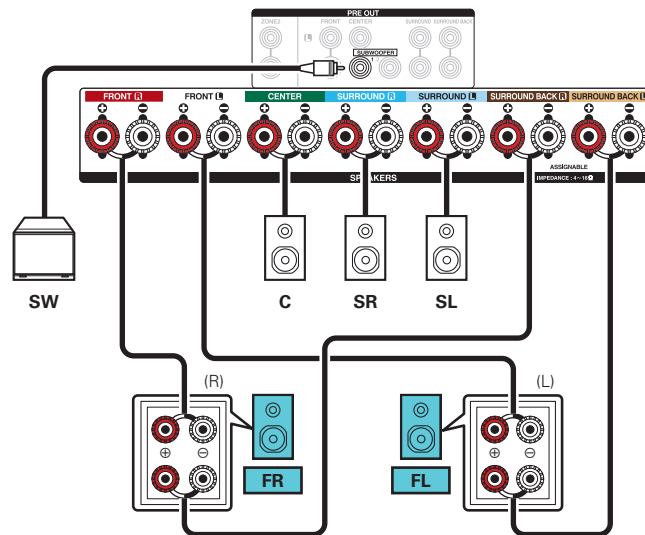 PRE OUT
ZONE2 FRONT CENTER SURROUND SURROUND BACK
L
SUBWOOFER
1
FRONT R FRONT L CENTER SURROUND R SURROUND L SURROUND BACK R SURROUND BACK L
+ − + − + − + − + − + − + −
ASSIGNABLE
SPEAKERS IMPEDANCE : 4~16Ω
SW C SR SL
(R) (L)
+ − + −
FR FL